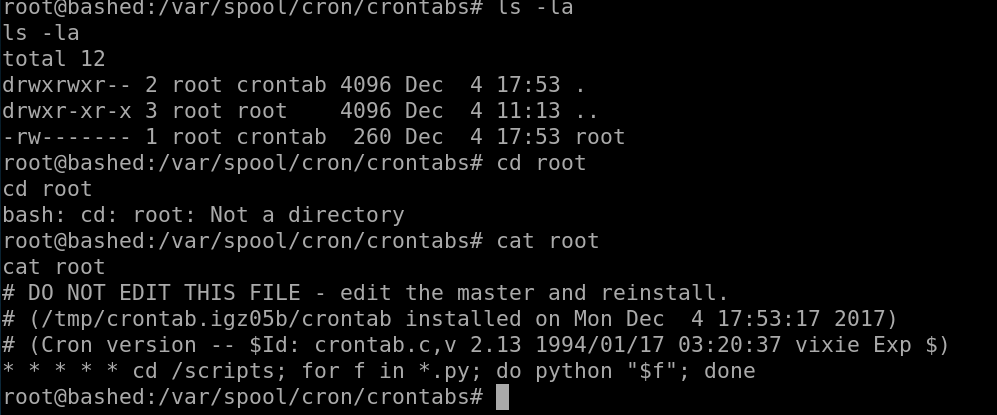 root@bashed:/var/spool/cron/crontabs# ls -la
ls -la
total 12
drwxrwxr-- 2 root crontab 4096 Dec  4 17:53 .
drwxr-xr-x 3 root root    4096 Dec  4 11:13 ..
-rw------- 1 root crontab  260 Dec  4 17:53 root
root@bashed:/var/spool/cron/crontabs# cd root
cd root
bash: cd: root: Not a directory
root@bashed:/var/spool/cron/crontabs# cat root
cat root
# DO NOT EDIT THIS FILE - edit the master and reinstall.
# (/tmp/crontab.igz05b/crontab installed on Mon Dec  4 17:53:17 2017)
# (Cron version -- $Id: crontab.c,v 2.13 1994/01/17 03:20:37 vixie Exp $)
* * * * * cd /scripts; for f in *.py; do python "$f"; done
root@bashed:/var/spool/cron/crontabs#